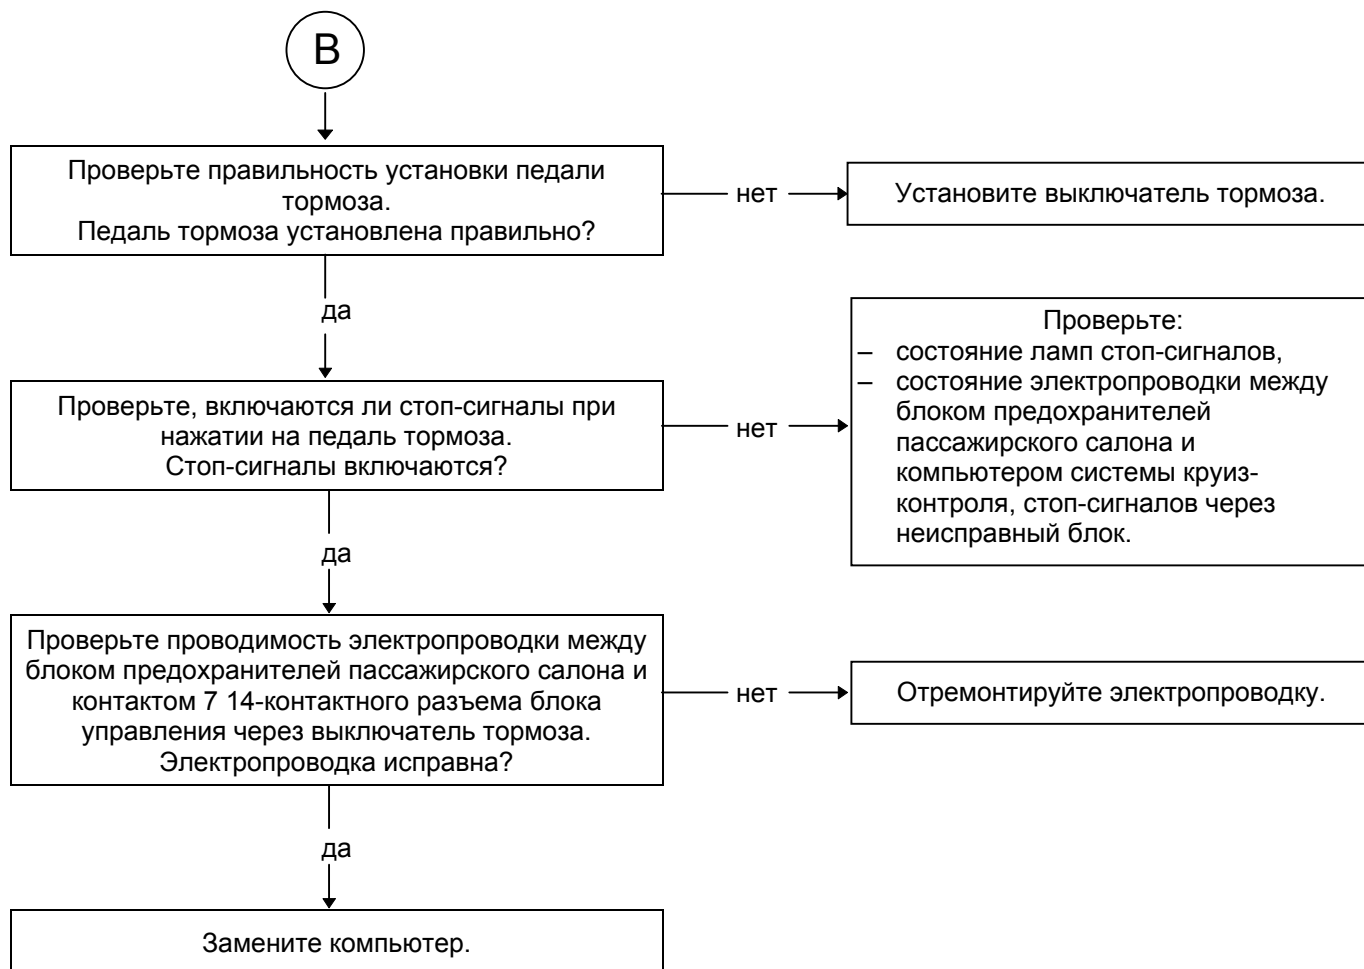 B
Проверьте правильность установки педали
тормоза.
Педаль тормоза установлена правильно?
нет
Установите выключатель тормоза.
да
Проверьте, включаются ли стоп-сигналы при
нажатии на педаль тормоза.
Стоп-сигналы включаются?
нет
Проверьте:
– состояние ламп стоп-сигналов,
– состояние электропроводки между
блоком предохранителей
пассажирского салона и
компьютером системы круиз-
контроля, стоп-сигналов через
неисправный блок.
да
Проверьте проводимость электропроводки между
блоком предохранителей пассажирского салона и
контактом 7 14-контактного разъема блока
управления через выключатель тормоза.
Электропроводка исправна?
нет
Отремонтируйте электропроводку.
да
Замените компьютер.